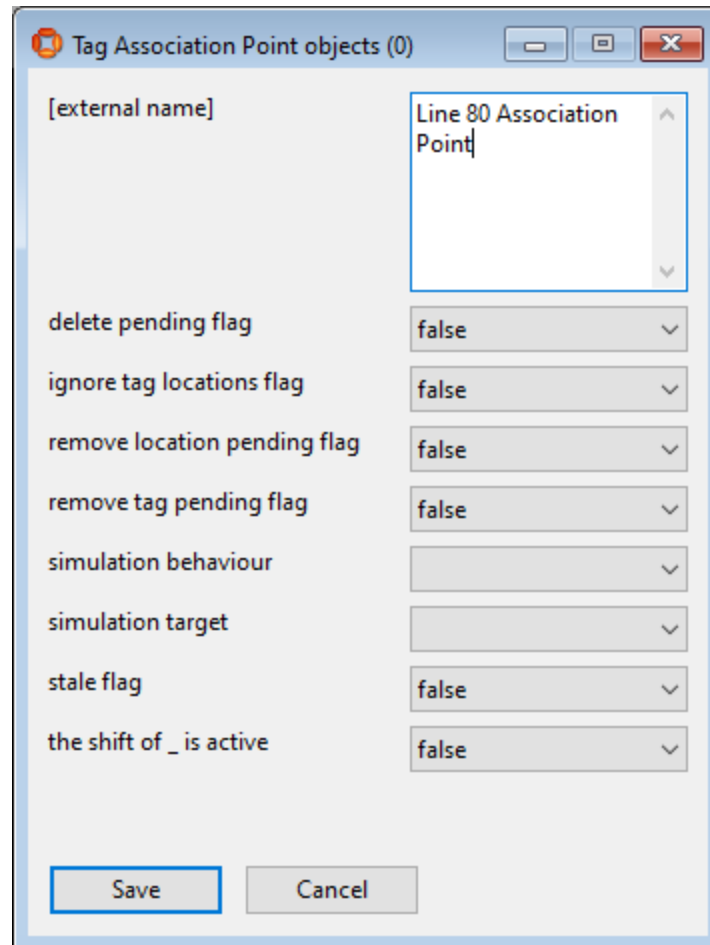 Tag Association Point objects (0)
[external name]
Line 80 Association
Point
delete pending flag
false
ignore tag locations flag
false
remove location pending flag
false
remove tag pending flag
false
simulation behaviour
simulation target
stale flag
false
the shift of _ is active
false
Save
Cancel